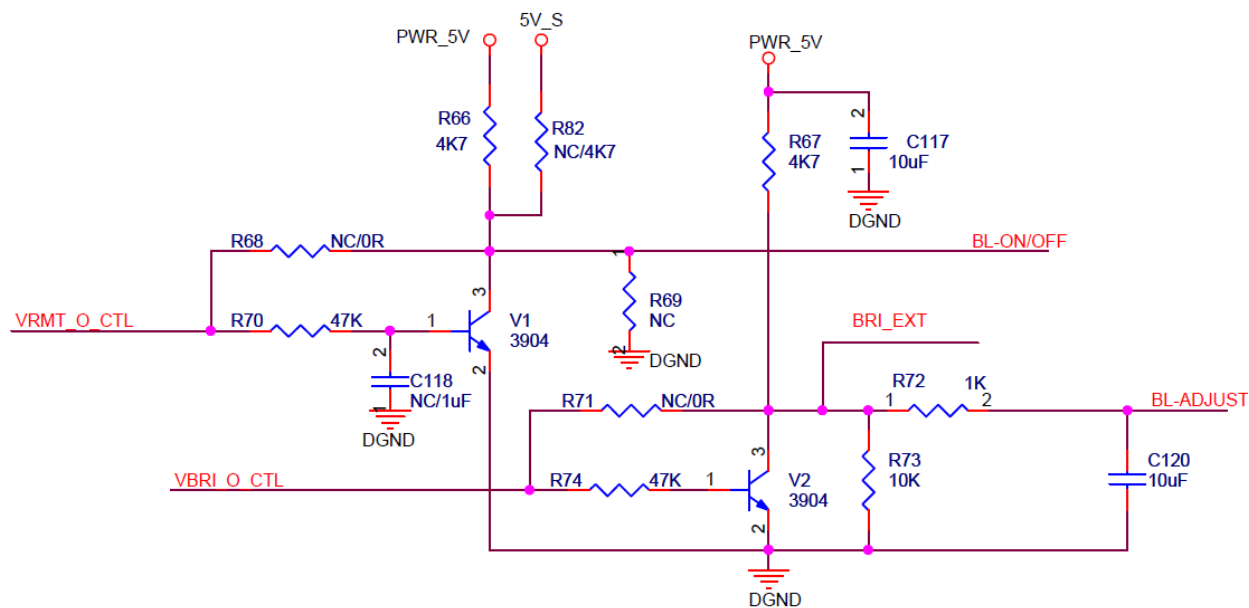 5V_S
PWR_5V
PWR_5V
R66
4K7
R82
NC/4K7
R67
4K7
2
C117
10uF
1
DGND
R68 NC/0R
1
BL-ON/OFF
3
R69
NC
VRMT_O_CTL
R70 47K
1
V1
3904
BRI_EXT
2
2
DGND
2
C118
NC/1uF
1
DGND
R72 1K
R71 NC/0R
1 2
BL-ADJUST
3
R73
10K
C120
10uF
VBRI_O_CTL
R74 47K
1
V2
3904
2
DGND